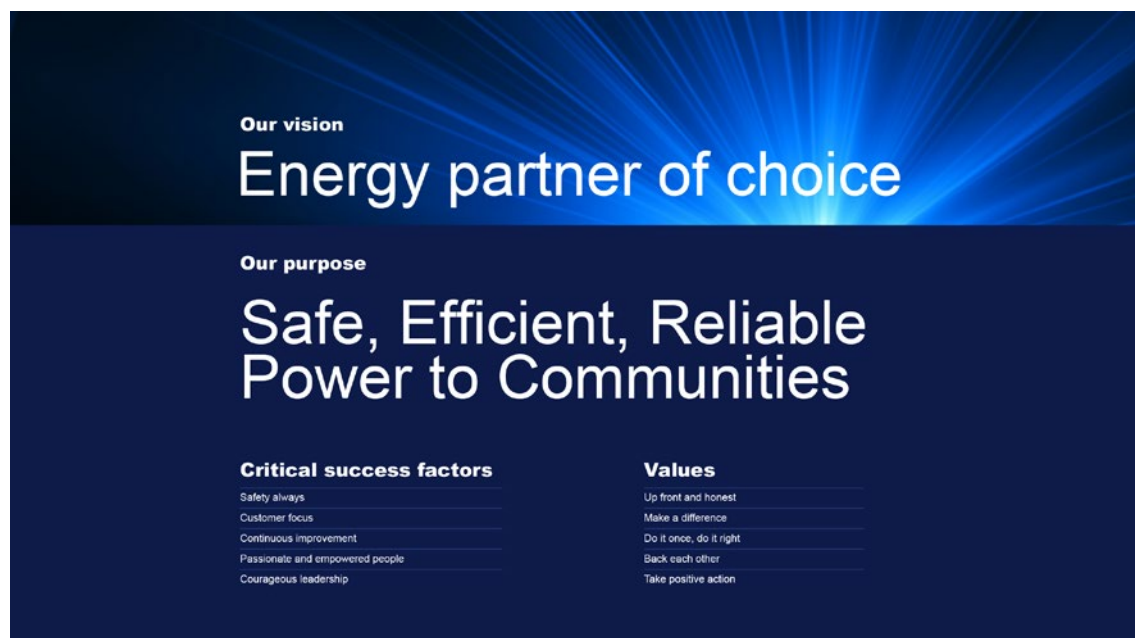 Our vision
Energy partner of choice
Our purpose
Safe, Efficient, Reliable
Power to Communities
Critical success factors
Safety always
Customer focus
Continuous improvement
Passionate and empowered people
Courageous leadership
Values
Up front and honest
Make a difference
Do it once, do it right
Back each other
Take positive action